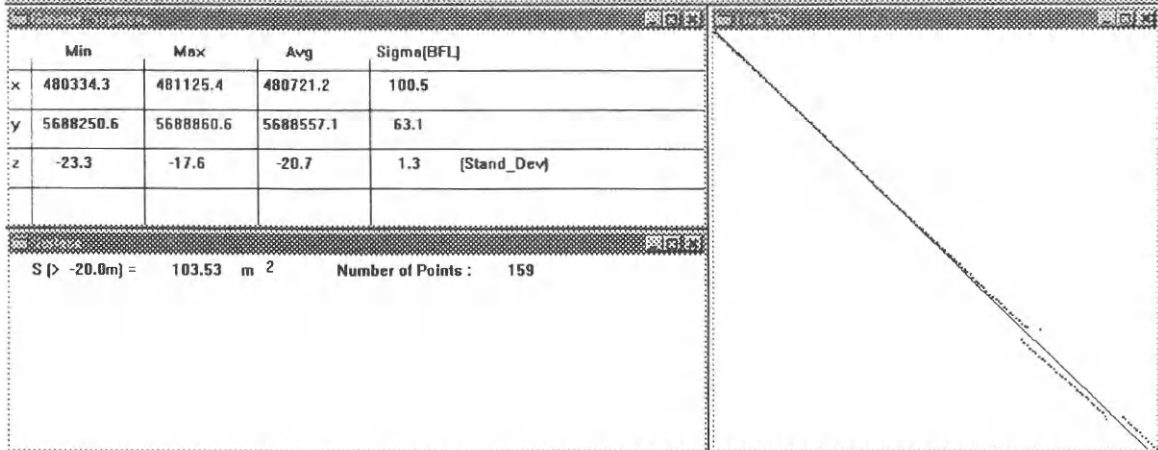 Min Max Avg Sigma(BFL)
x 480334.3 481125.4 480721.2 100.5
y 5688250.6 5688860.6 5688557.1 63.1
z -23.3 -17.6 -20.7 1.3 (Stand_Dev)
S (> -20.0m) = 103.53 m 2 Number of Points : 159